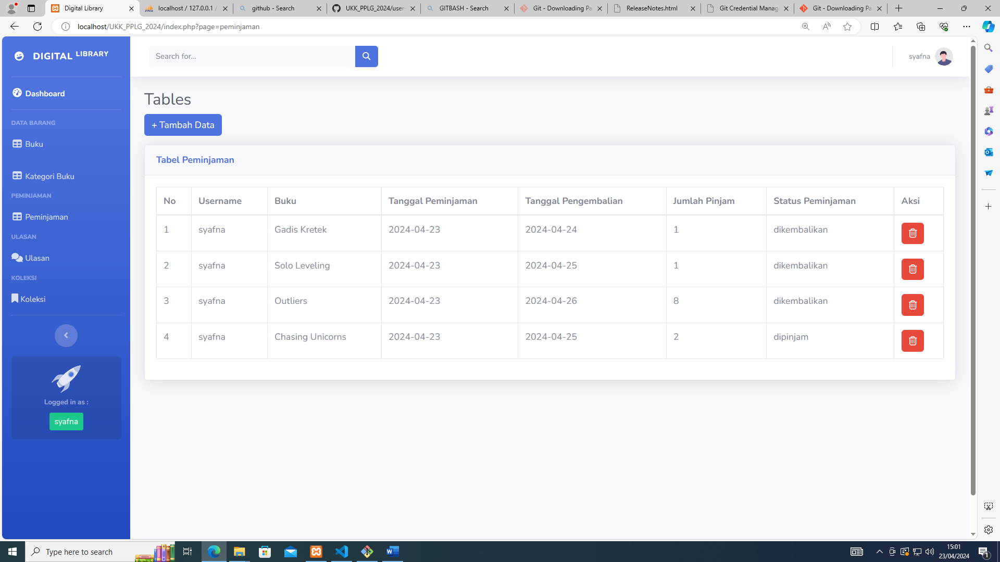 Digital Library
localhost / 127.0.0.1 /
github - Search
UKK_PPLG_2024/user-
GITBASH - Search
Git - Downloading Pa
ReleaseNotes.html
Git Credential Manag
Git - Downloading Pa
localhost/UKK_PPLG_2024/index.php?page=peminjaman
DIGITAL LIBRARY
Search for...
syafna
Dashboard
DATA BARANG
Buku
Kategori Buku
PEMINJAMAN
Peminjaman
ULASAN
Ulasan
KOLEKSI
Koleksi
Logged in as :
syafna
Tables
+ Tambah Data
Tabel Peminjaman
No Username Buku Tanggal Peminjaman Tanggal Pengembalian Jumlah Pinjam Status Peminjaman Aksi
1 syafna Gadis Kretek 2024-04-23 2024-04-24 1 dikembalikan
2 syafna Solo Leveling 2024-04-23 2024-04-25 1 dikembalikan
3 syafna Outliers 2024-04-23 2024-04-26 8 dikembalikan
4 syafna Chasing Unicorns 2024-04-23 2024-04-25 2 dipinjam
Type here to search
15:01
23/04/2024
1